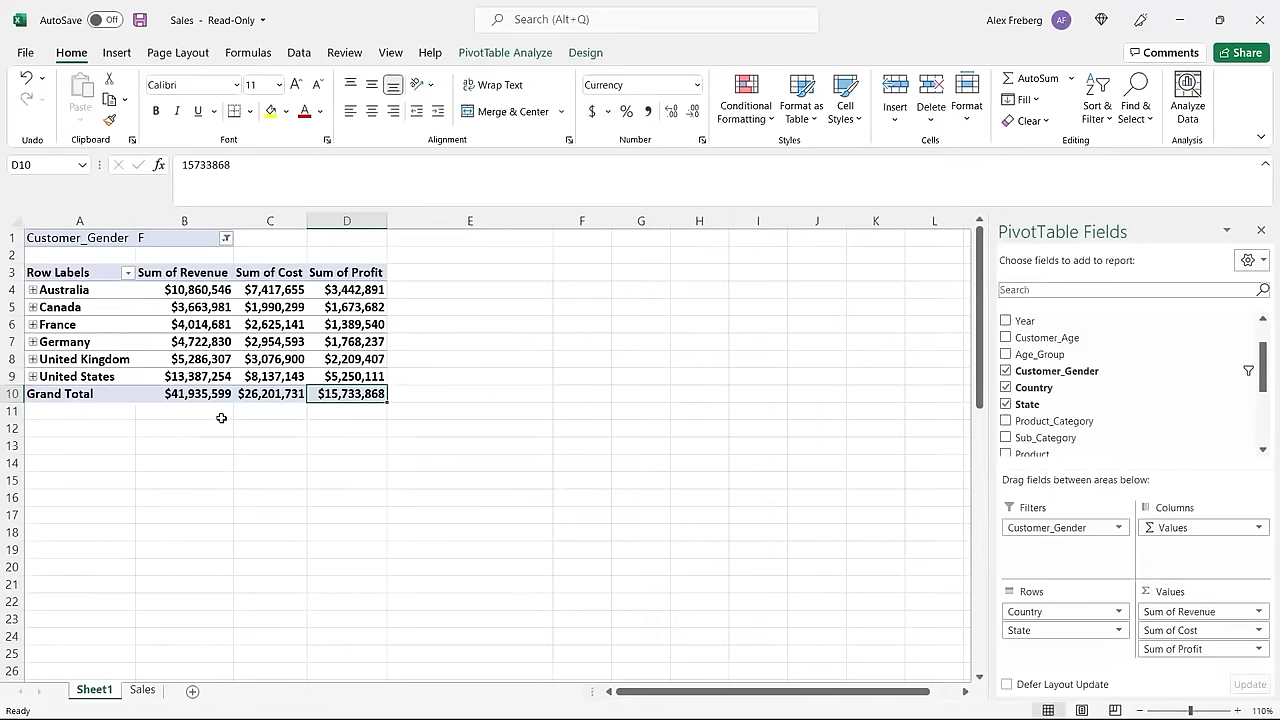 AutoSave Off Sales - Read-Only Search (Alt+Q) Alex Freberg AF
File Home Insert Page Layout Formulas Data Review View Help PivotTable Analyze Design Comments Share
Calibri 11 Wrap Text Currency AutoSum
Paste B I U Merge & Center $ % Conditional Formatting Format as Table Cell Styles Insert Delete Format Fill Clear Sort & Filter Find & Select Analyze Data
Undo Clipboard Font Alignment Number Styles Cells Editing Analysis
D10 fx 15733868
A B C D E F G H I J K L
1 Customer_Gender F
2
3 Row Labels Sum of Revenue Sum of Cost Sum of Profit
4 Australia $10,860,546 $7,417,655 $3,442,891
5 Canada $3,663,981 $1,990,299 $1,673,682
6 France $4,014,681 $2,625,141 $1,389,540
7 Germany $4,722,830 $2,954,593 $1,768,237
8 United Kingdom $5,286,307 $3,076,900 $2,209,407
9 United States $13,387,254 $8,137,143 $5,250,111
10 Grand Total $41,935,599 $26,201,731 $15,733,868
11
12
13
14
15
16
17
18
19
20
21
22
23
24
25
26
PivotTable Fields
Choose fields to add to report:
Search
Year
Customer_Age
Age_Group
Customer_Gender
Country
State
Product_Category
Sub_Category
Product
Drag fields between areas below:
Filters Columns
Customer_Gender Σ Values
Rows Σ Values
Country Sum of Revenue
State Sum of Cost
Sum of Profit
Defer Layout Update Update
Sheet1 Sales
Ready 110%